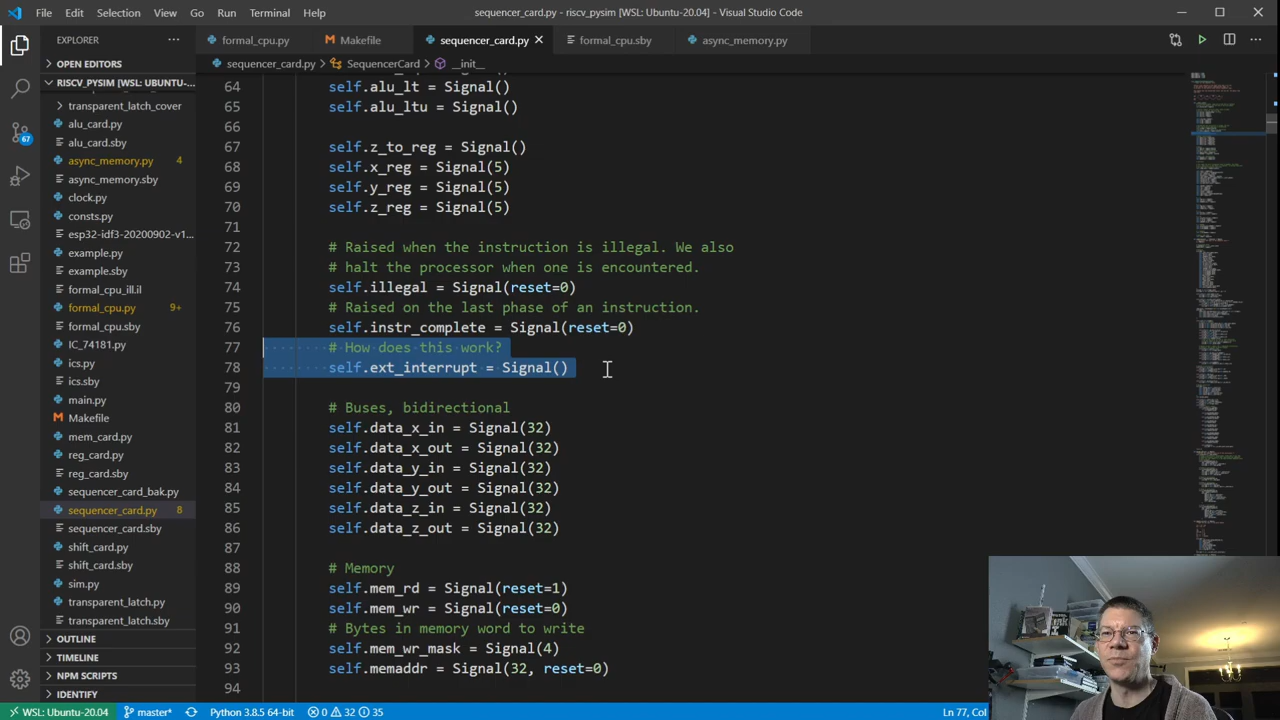 File Edit Selection View Go Run Terminal Help
sequencer_card.py - riscv_pysim [WSL: Ubuntu-20.04] - Visual Studio Code
EXPLORER
OPEN EDITORS
RISCV_PYSIM [WSL: UBUNTU-...
transparent_latch_cover
alu_card.py
alu_card.sby
async_memory.py 4
async_memory.sby
clock.py
consts.py
esp32-idf3-20200902-v1...
example.py
example.sby
formal_cpu_ill.il
formal_cpu.py 9+
formal_cpu.sby
IC_74181.py
ics.py
ics.sby
main.py
Makefile
mem_card.py
reg_card.py
reg_card.sby
sequencer_card_bak.py
sequencer_card.py 8
sequencer_card.sby
shift_card.py
shift_card.sby
sim.py
transparent_latch.py
transparent_latch.sby
OUTLINE
TIMELINE
NPM SCRIPTS
IDENTIFY
67
formal_cpu.py Makefile sequencer_card.py formal_cpu.sby async_memory.py
sequencer_card.py > SequencerCard > __init__
64 self.alu_lt = Signal()
65 self.alu_ltu = Signal()
66
67 self.z_to_reg = Signal()
68 self.x_reg = Signal(5)
69 self.y_reg = Signal(5)
70 self.z_reg = Signal(5)
71
72 # Raised when the instruction is illegal. We also
73 # halt the processor when one is encountered.
74 self.illegal = Signal(reset=0)
75 # Raised on the last phase of an instruction.
76 self.instr_complete = Signal(reset=0)
77 # How does this work?
78 self.ext_interrupt = Signal()
79
80 # Buses, bidirectional
81 self.data_x_in = Signal(32)
82 self.data_x_out = Signal(32)
83 self.data_y_in = Signal(32)
84 self.data_y_out = Signal(32)
85 self.data_z_in = Signal(32)
86 self.data_z_out = Signal(32)
87
88 # Memory
89 self.mem_rd = Signal(reset=1)
90 self.mem_wr = Signal(reset=0)
91 # Bytes in memory word to write
92 self.mem_wr_mask = Signal(4)
93 self.memaddr = Signal(32, reset=0)
94
WSL: Ubuntu-20.04 master* Python 3.8.5 64-bit 0 32 35 Ln 77, Col